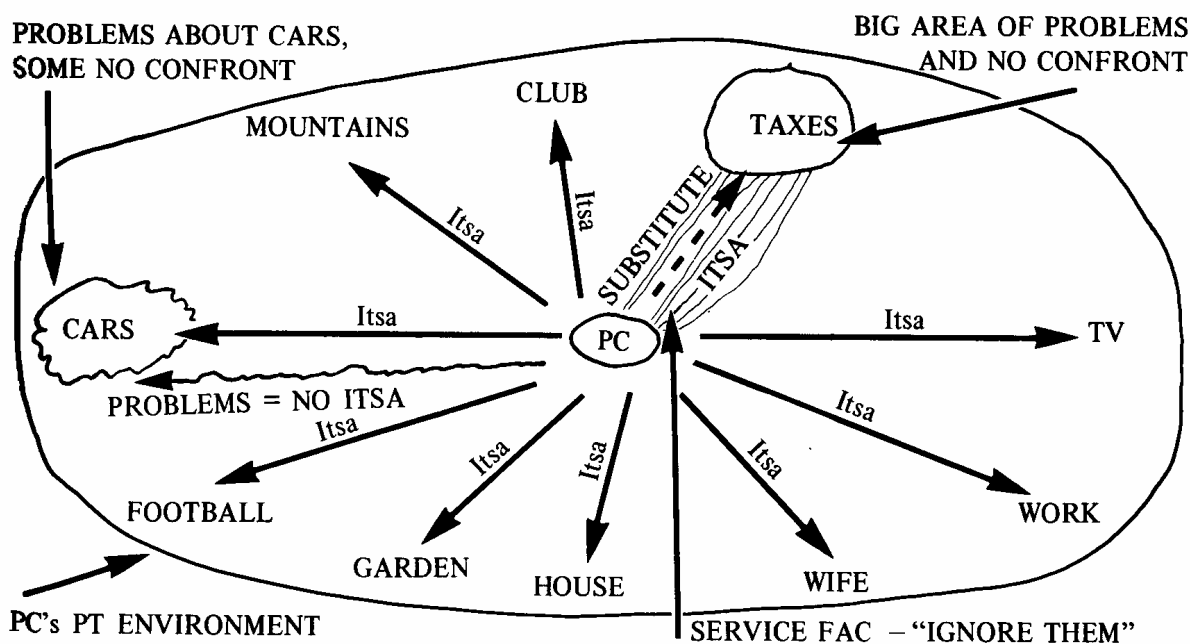 PROBLEMS ABOUT CARS,
SOME NO CONFRONT
BIG AREA OF PROBLEMS
AND NO CONFRONT
CLUB
MOUNTAINS
TAXES
Itsa
Itsa
SUBSTITUTE
ITSA
CARS
Itsa
PC
Itsa
TV
PROBLEMS = NO ITSA
Itsa
Itsa
Itsa
Itsa
Itsa
FOOTBALL
GARDEN
HOUSE
WIFE
WORK
PC's PT ENVIRONMENT
SERVICE FAC – “IGNORE THEM”